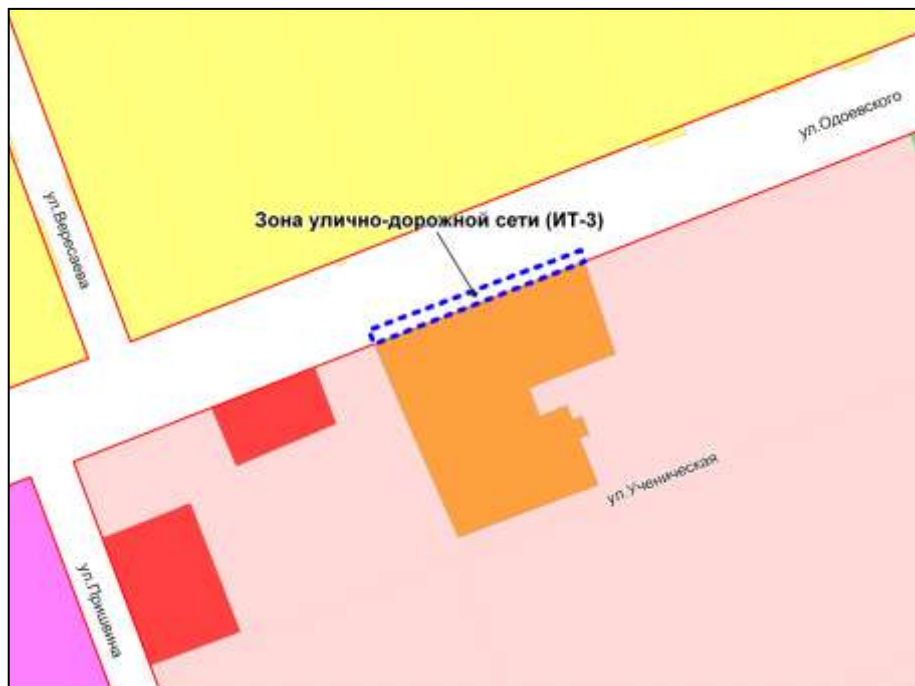 ул.Одоевского
ул.Вересаева
Зона улично-дорожной сети (ИТ-3)
ул.Ученическая
ул.Пришвина